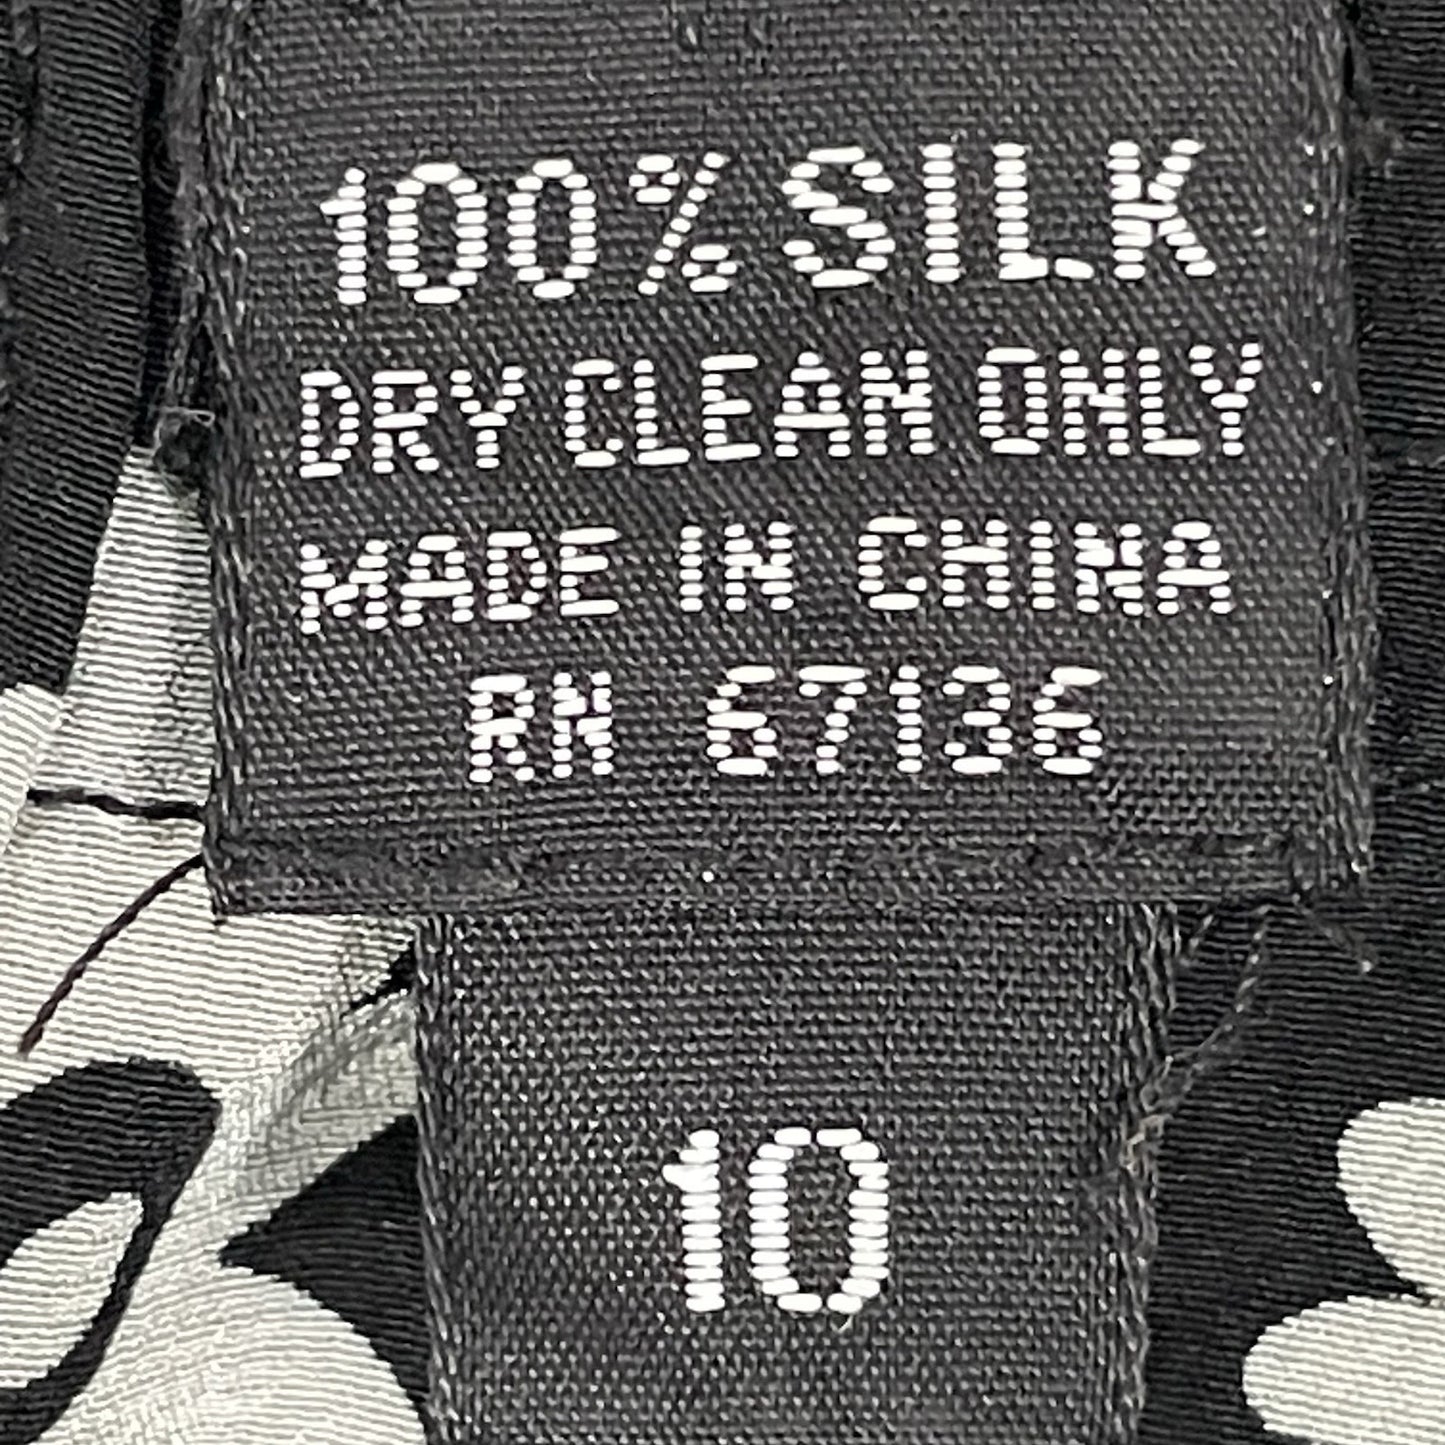 100% SILK
DRY CLEAN ONLY
MADE IN CHINA
RN 67136
10